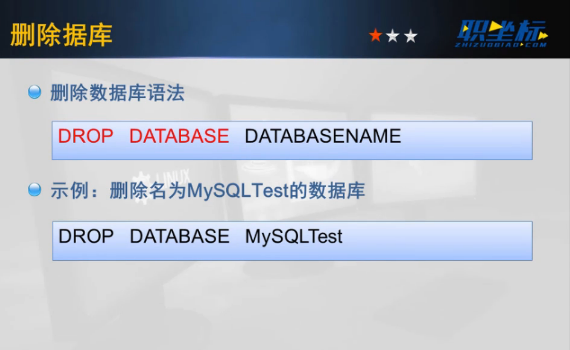 删除据库
★★★
职坐标
ZHIZUOBIAO.COM
删除数据库语法
DROP DATABASE DATABASENAME
LINUX
示例：删除名为MySQLTest的数据库
DROP DATABASE MySQLTest